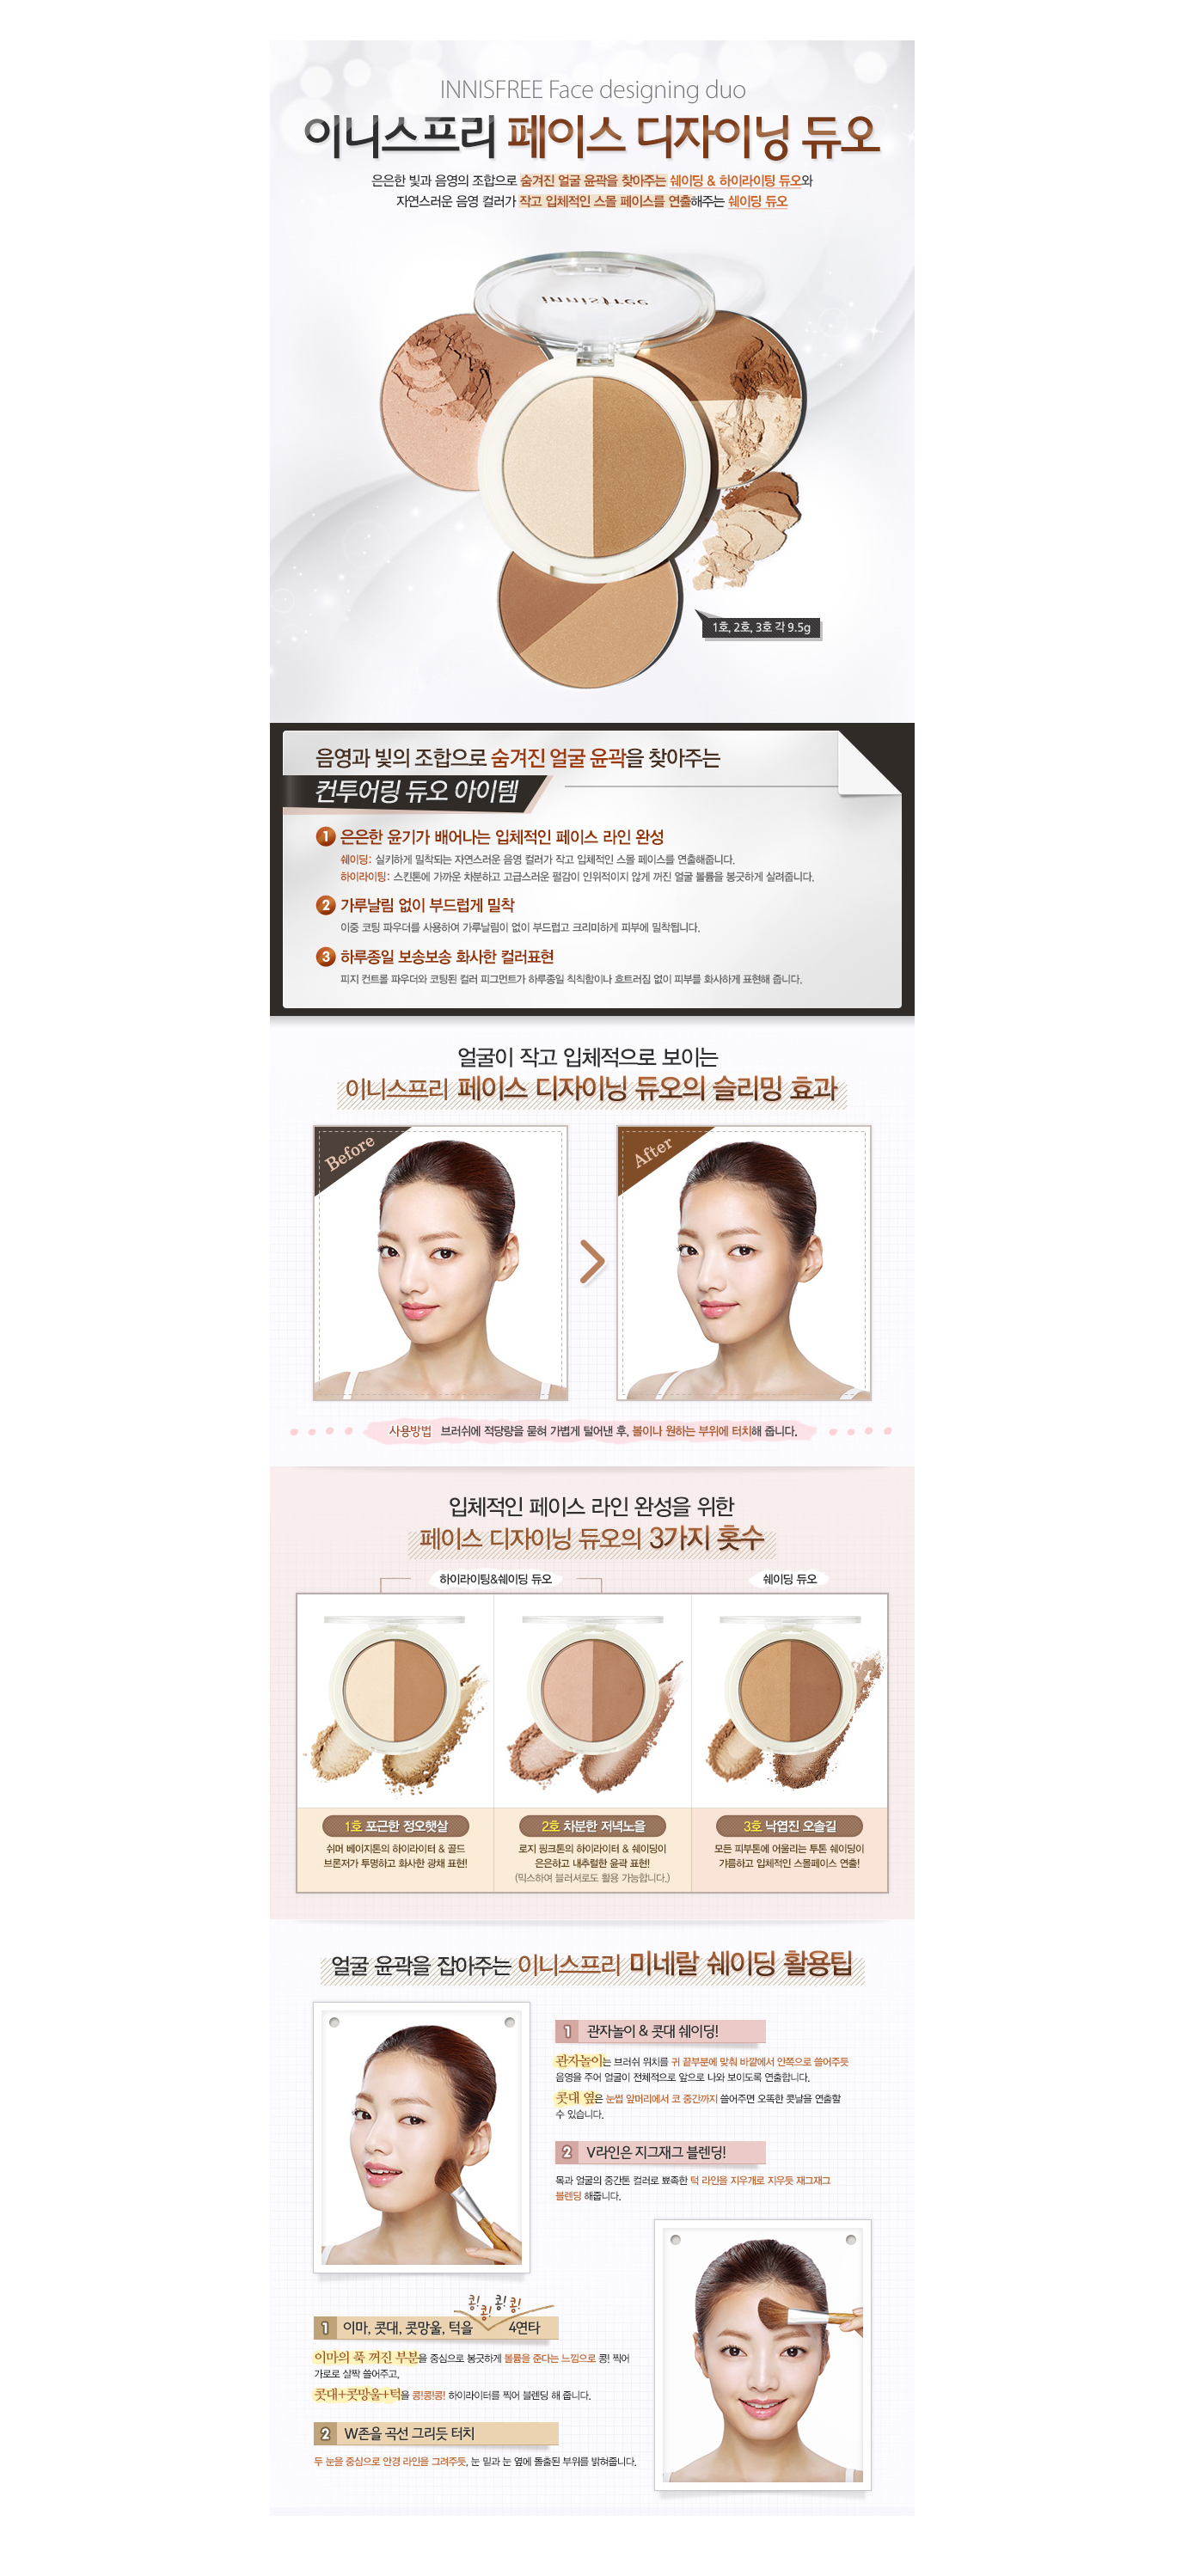 INNISFREE Face designing duo
이니스프리 페이스 디자이닝 듀오
은은한 빛과 음영의 조합으로 숨겨진 얼굴 윤곽을 찾아주는 쉐이딩 & 하이라이팅 듀오와
자연스러운 음영 컬러가 작고 입체적인 스몰 페이스를 연출해주는 쉐이딩 듀오
innisfree
1호, 2호, 3호 각 9.5g
음영과 빛의 조합으로 숨겨진 얼굴 윤곽을 찾아주는
컨투어링 듀오 아이템
1 은은한 윤기가 배어나는 입체적인 페이스 라인 완성
쉐이딩: 실키하게 밀착되는 자연스러운 음영 컬러가 작고 입체적인 스몰 페이스를 연출해줍니다.
하이라이팅: 스킨톤에 가까운 차분하고 고급스러운 펄감이 인위적이지 않게 꺼진 얼굴 볼륨을 봉긋하게 살려줍니다.
2 가루날림 없이 부드럽게 밀착
이중 코팅 파우더를 사용하여 가루날림이 없이 부드럽고 크리미하게 피부에 밀착됩니다.
3 하루종일 보송보송 화사한 컬러표현
피지 컨트롤 파우더와 코팅된 컬러 피그먼트가 하루종일 칙칙함이나 흐트러짐 없이 피부를 화사하게 표현해 줍니다.
얼굴이 작고 입체적으로 보이는
이니스프리 페이스 디자이닝 듀오의 슬리밍 효과
Before
After
사용방법 브러쉬에 적당량을 묻혀 가볍게 털어낸 후, 볼이나 원하는 부위에 터치해 줍니다.
입체적인 페이스 라인 완성을 위한
페이스 디자이닝 듀오의 3가지 홋수
하이라이팅&쉐이딩 듀오
쉐이딩 듀오
1호 포근한 정오햇살
쉬머 베이지톤의 하이라이터 & 골드
브론저가 투명하고 화사한 광채 표현!
2호 차분한 저녁노을
로지 핑크톤의 하이라이터 & 쉐이딩이
은은하고 내추럴한 윤곽 표현!
(믹스하여 블러셔로도 활용 가능합니다.)
3호 낙엽진 오솔길
모든 피부톤에 어울리는 투톤 쉐이딩이
갸름하고 입체적인 스몰페이스 연출!
얼굴 윤곽을 잡아주는 이니스프리 미네랄 쉐이딩 활용팁
1 관자놀이 & 콧대 쉐이딩!
관자놀이는 브러쉬 위치를 귀 끝부분에 맞춰 바깥에서 안쪽으로 쓸어주듯
음영을 주어 얼굴이 전체적으로 앞으로 나와 보이도록 연출합니다.
콧대 옆은 눈썹 앞머리에서 코 중간까지 쓸어주면 오똑한 콧날을 연출할
수 있습니다.
2 V라인은 지그재그 블렌딩!
목과 얼굴의 중간톤 컬러로 뾰족한 턱 라인을 지우개로 지우듯 재그재그
블렌딩 해줍니다.
콩! 콩! 콩! 콩!
1 이마, 콧대, 콧망울, 턱을 4연타
이마의 푹 꺼진 부분을 중심으로 봉긋하게 볼륨을 준다는 느낌으로 콩! 찍어
가로로 살짝 쓸어주고,
콧대+콧망울+턱을 콩!콩!콩! 하이라이터를 찍어 블렌딩 해 줍니다.
2 W존을 곡선 그리듯 터치
두 눈을 중심으로 안경 라인을 그려주듯, 눈 밑과 눈 옆에 돌출된 부위를 밝혀줍니다.